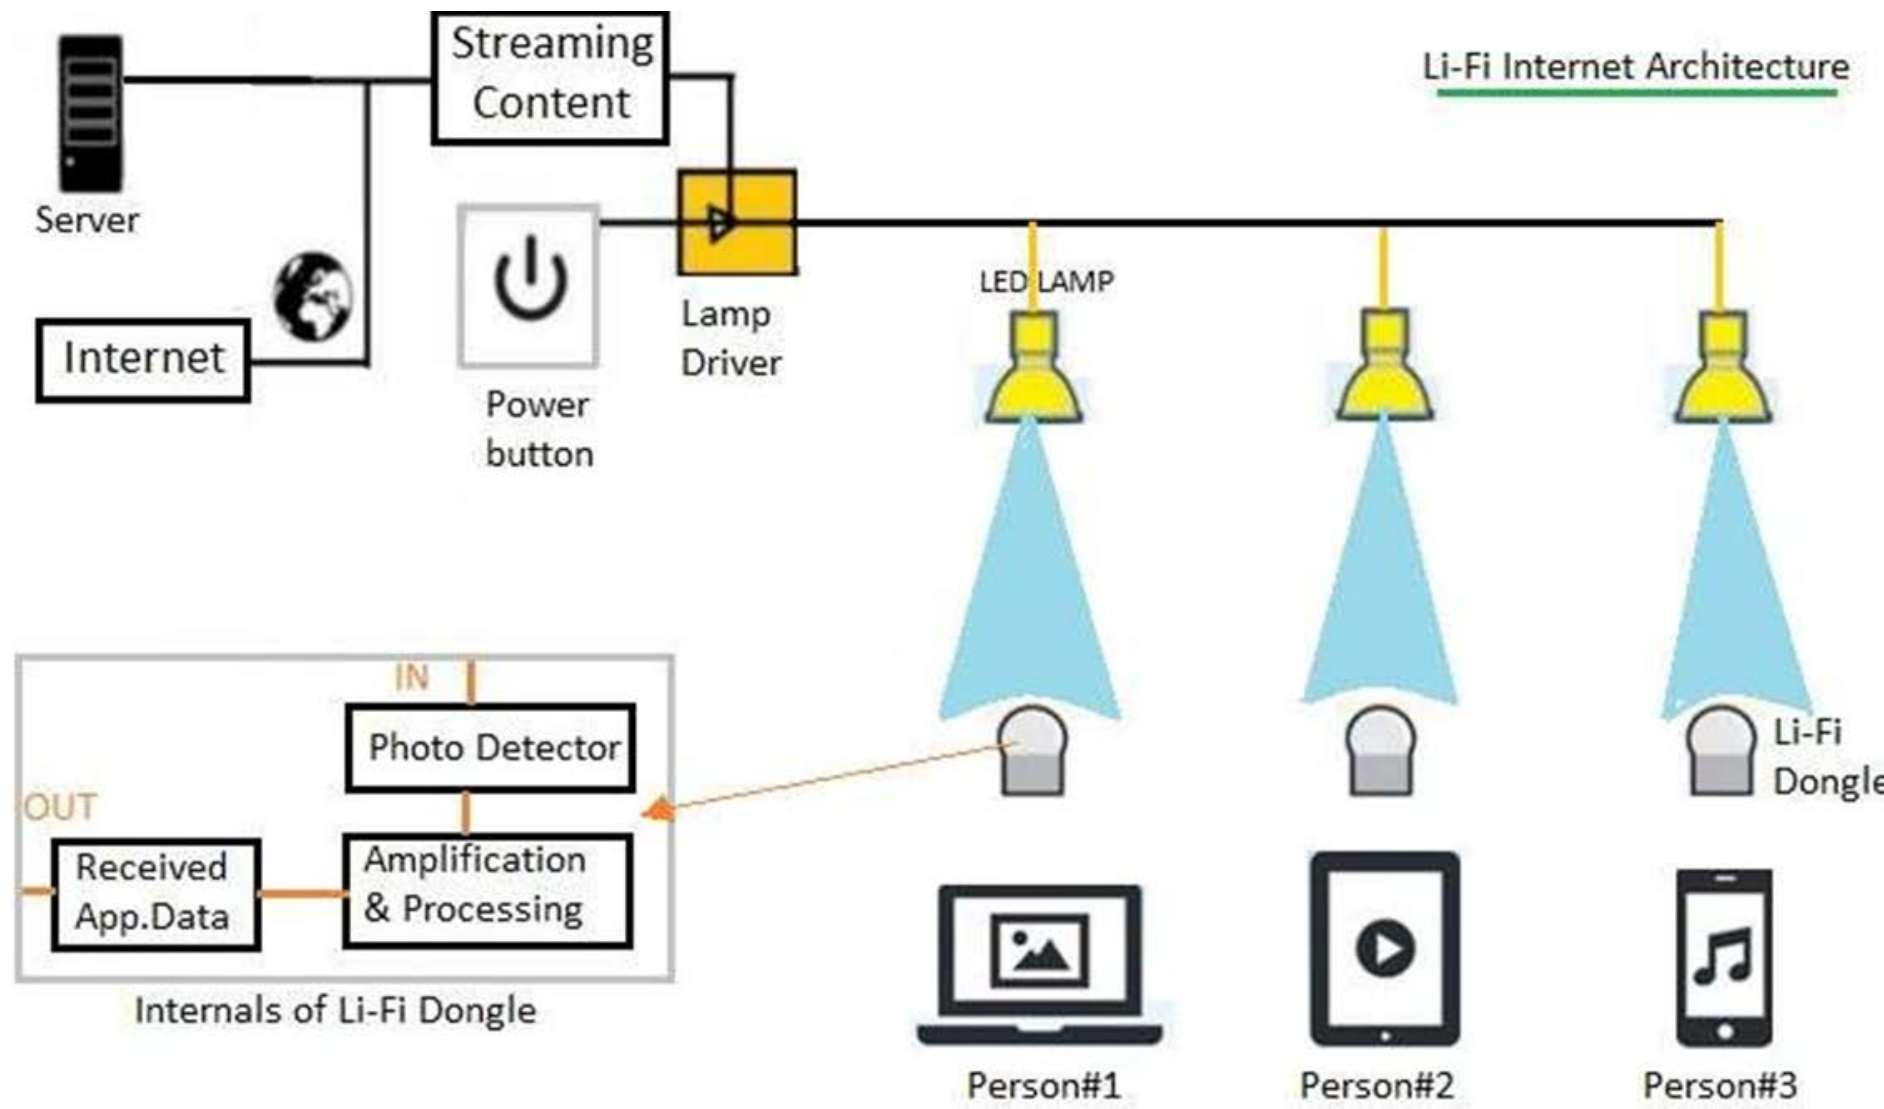 Streaming
Content
Li-Fi Internet Architecture
Server
Internet
Power
button
Lamp
Driver
LED LAMP
IN
Photo Detector
OUT
Received
App.Data
Amplification
& Processing
Internals of Li-Fi Dongle
Li-Fi
Dongle
Person#1
Person#2
Person#3